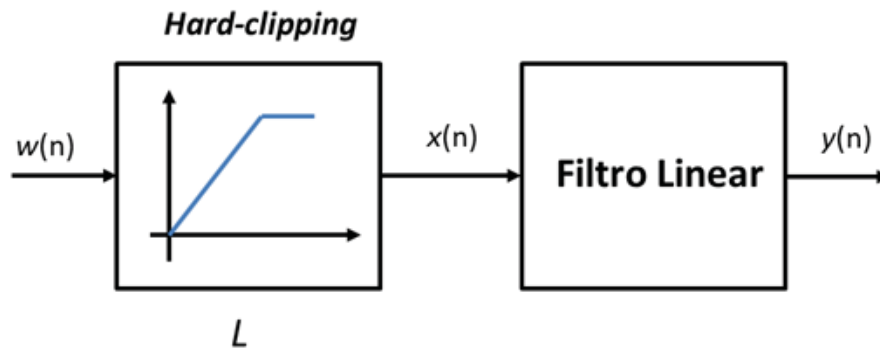 Hard-clipping
w(n)
x(n)
Filtro Linear
y(n)
L